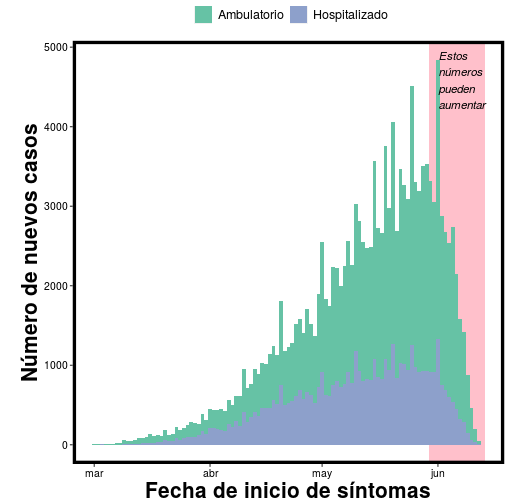 Ambulatorio Hospitalizado
Estos
números
pueden
aumentar
5000
4000
3000
2000
1000
0
Número de nuevos casos
mar abr may jun
Fecha de inicio de síntomas